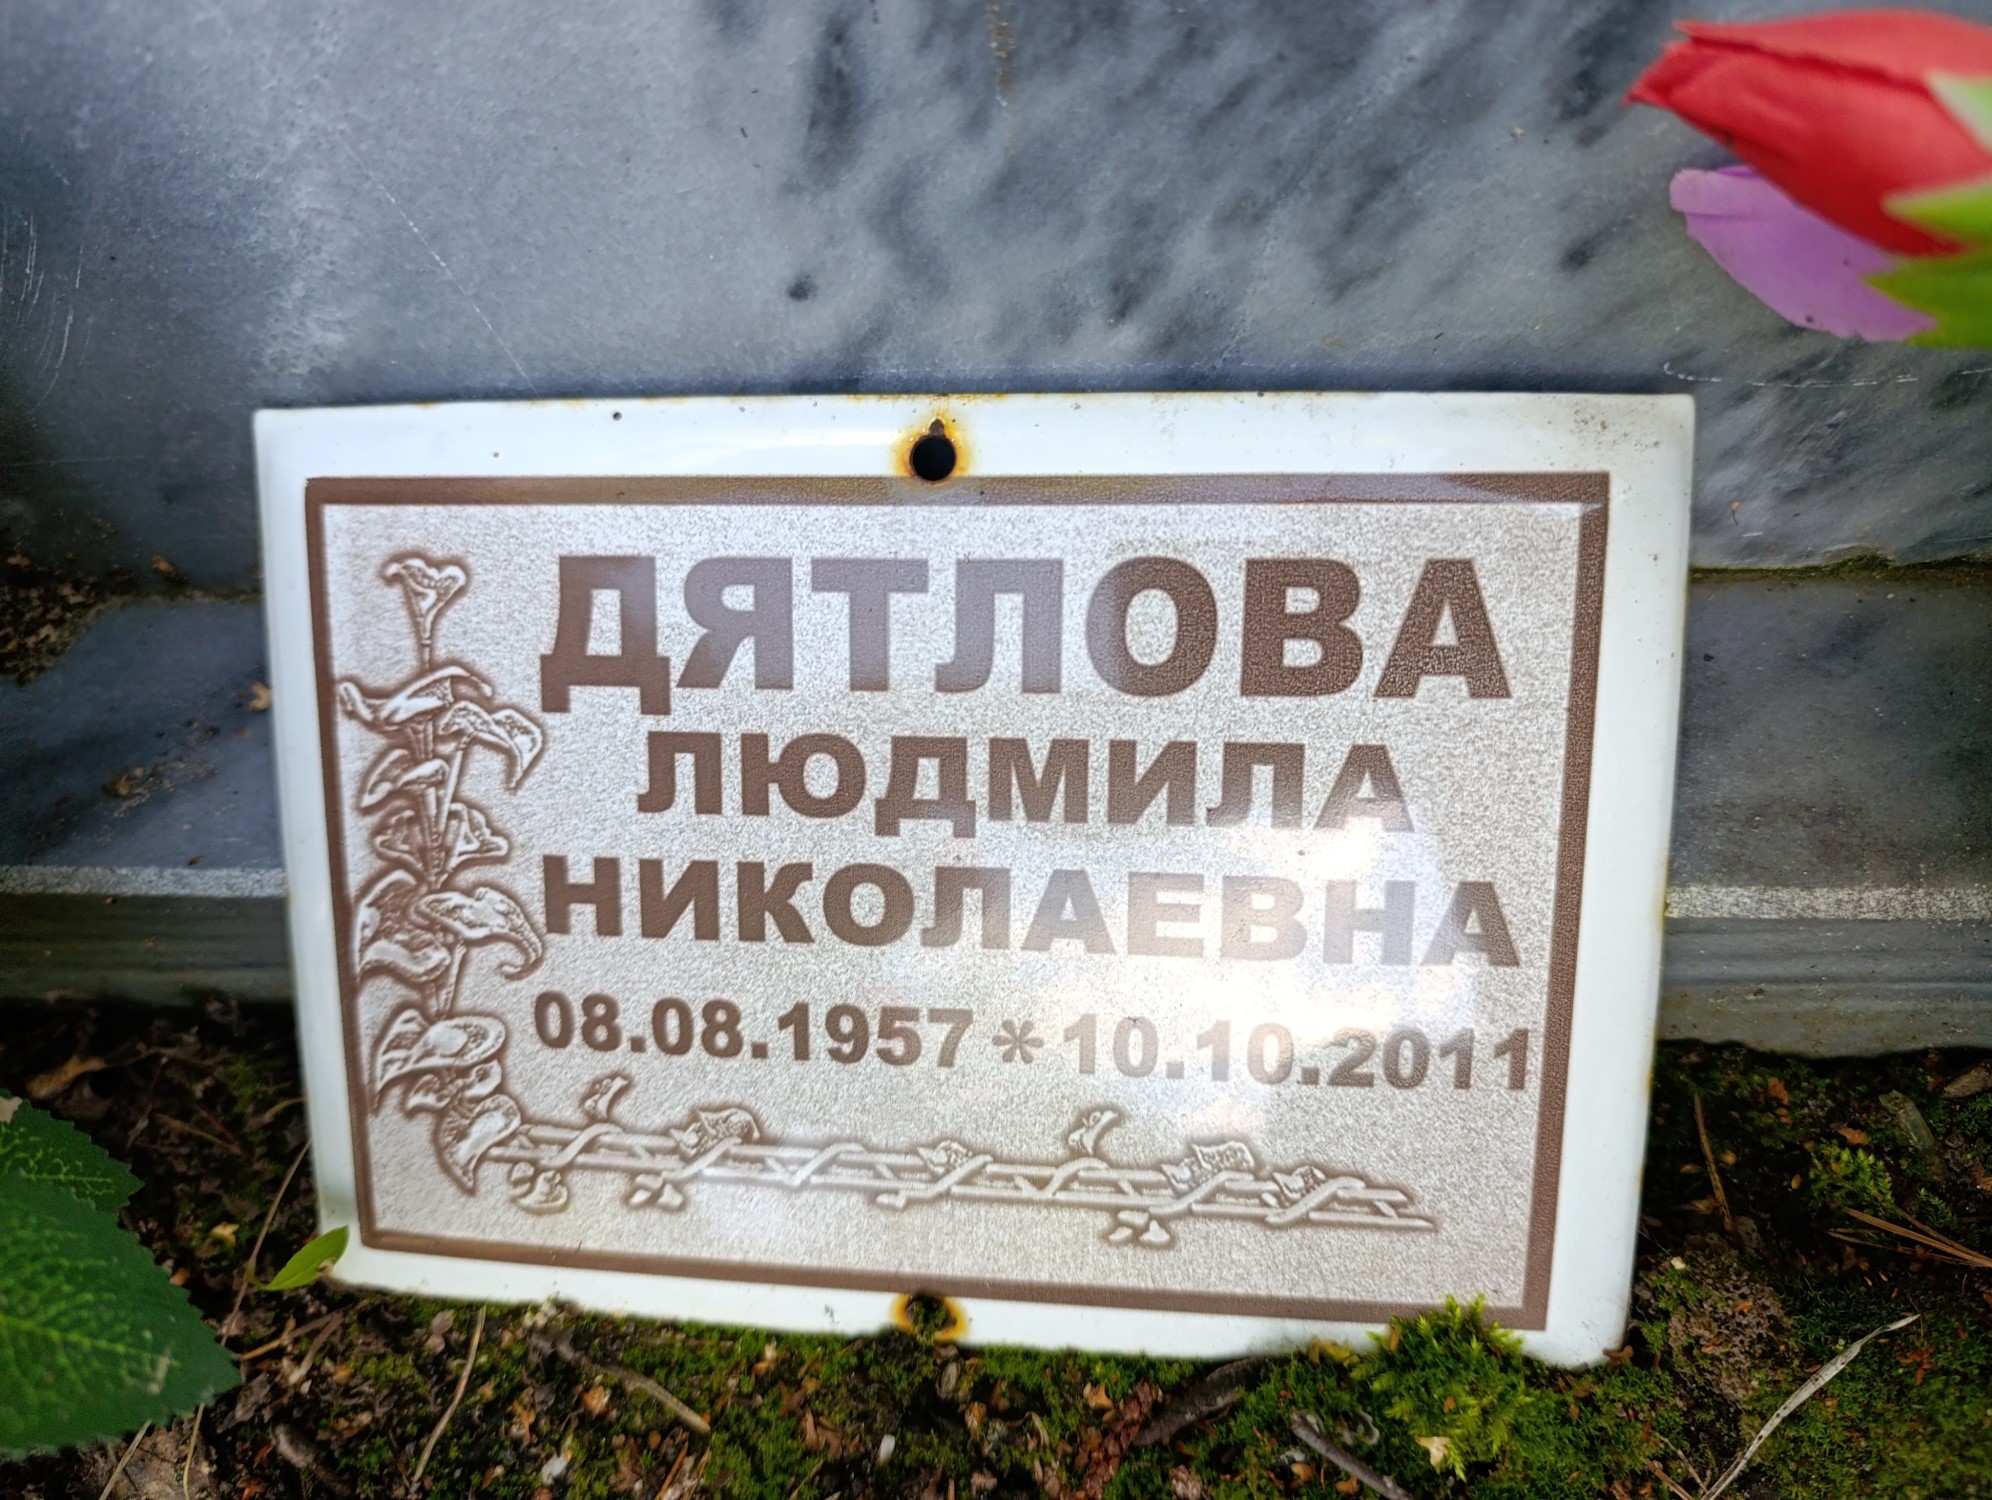 ДЯТЛОВА
ЛЮДМИЛА
НИКОЛАЕВНА
08.08.1957 * 10.10.2011